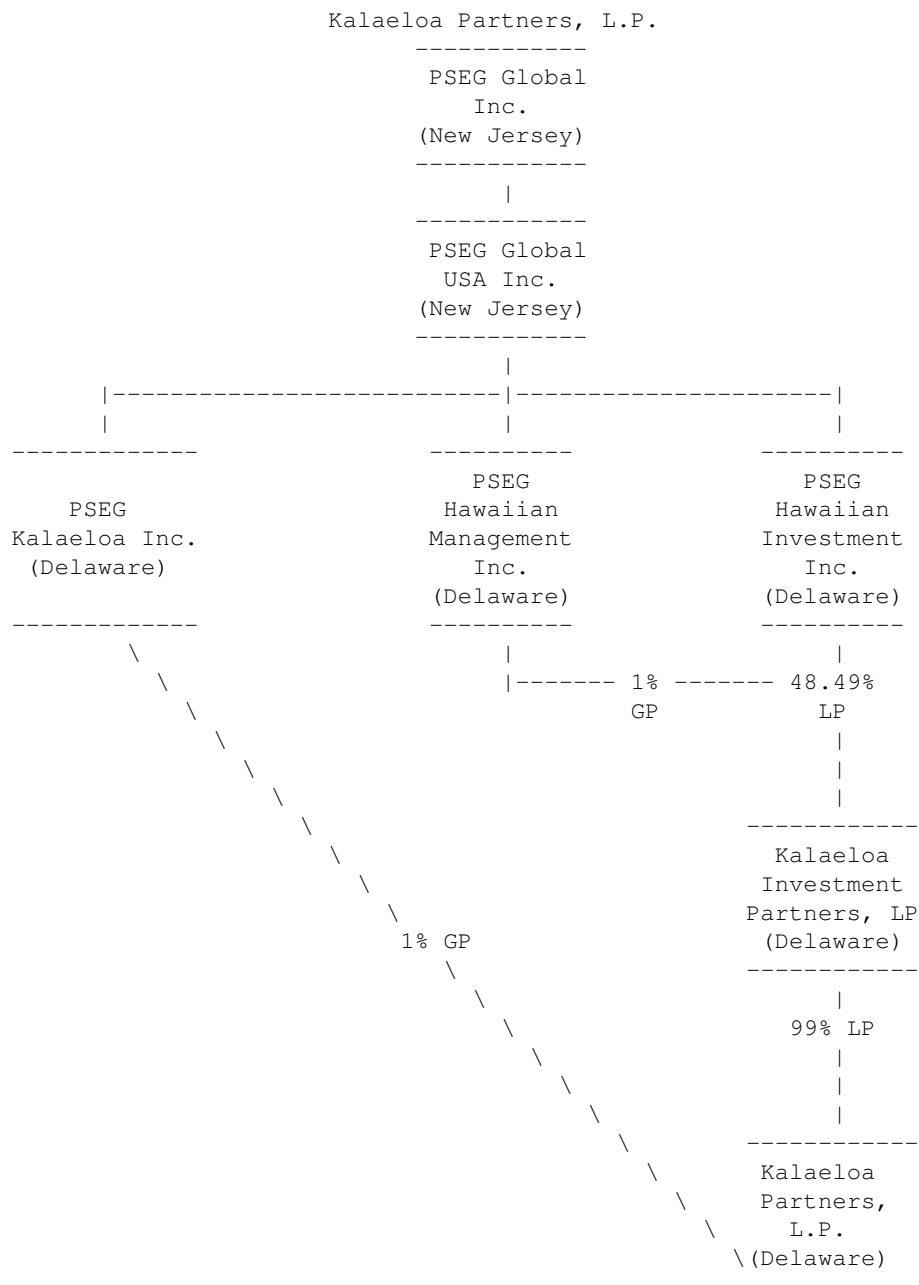 Kalaeloa Partners, L.P.
------------
PSEG Global
Inc.
(New Jersey)
------------
|
------------
PSEG Global
USA Inc.
(New Jersey)
------------
|
|---------------------------|----------------------|
| | |
------------- ---------- ----------
PSEG PSEG
PSEG Hawaiian Hawaiian
Kalaeloa Inc. Management Investment
(Delaware) Inc. Inc.
(Delaware) (Delaware)
------------- ---------- ----------
\ | |
\ |------- 1% ------- 48.49%
\ GP LP
\ |
\ |
\ |
\ ------------
\ Kalaeloa
\ Investment
\ Partners, LP
1% GP (Delaware)
\ ------------
\ |
\ 99% LP
\ |
\ |
\ |
\ ------------
\ Kalaeloa
\ Partners,
\ L.P.
\(Delaware)